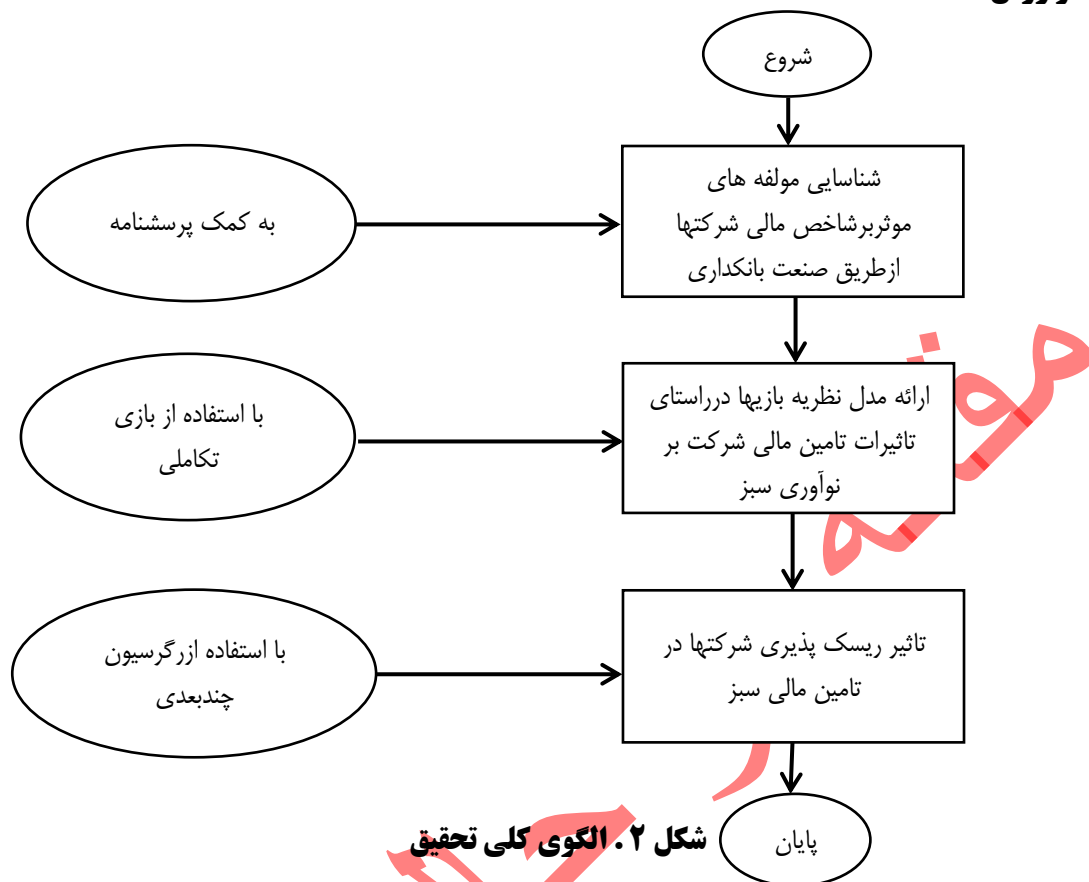 شروع
شناسایی مولفه های
موثربرشاخص مالی شرکتها
ازطریق صنعت بانکداری
به کمک پرسشنامه
ارائه مدل نظریه بازیها درراستای
تاثیرات تامین مالی شرکت بر
نوآوری سبز
با استفاده از بازی
تکاملی
تاثیر ریسک پذیری شرکتها در
تامین مالی سبز
با استفاده ازرگرسیون
چندبعدی
پایان
شکل ۲ . الگوی کلی تحقیق